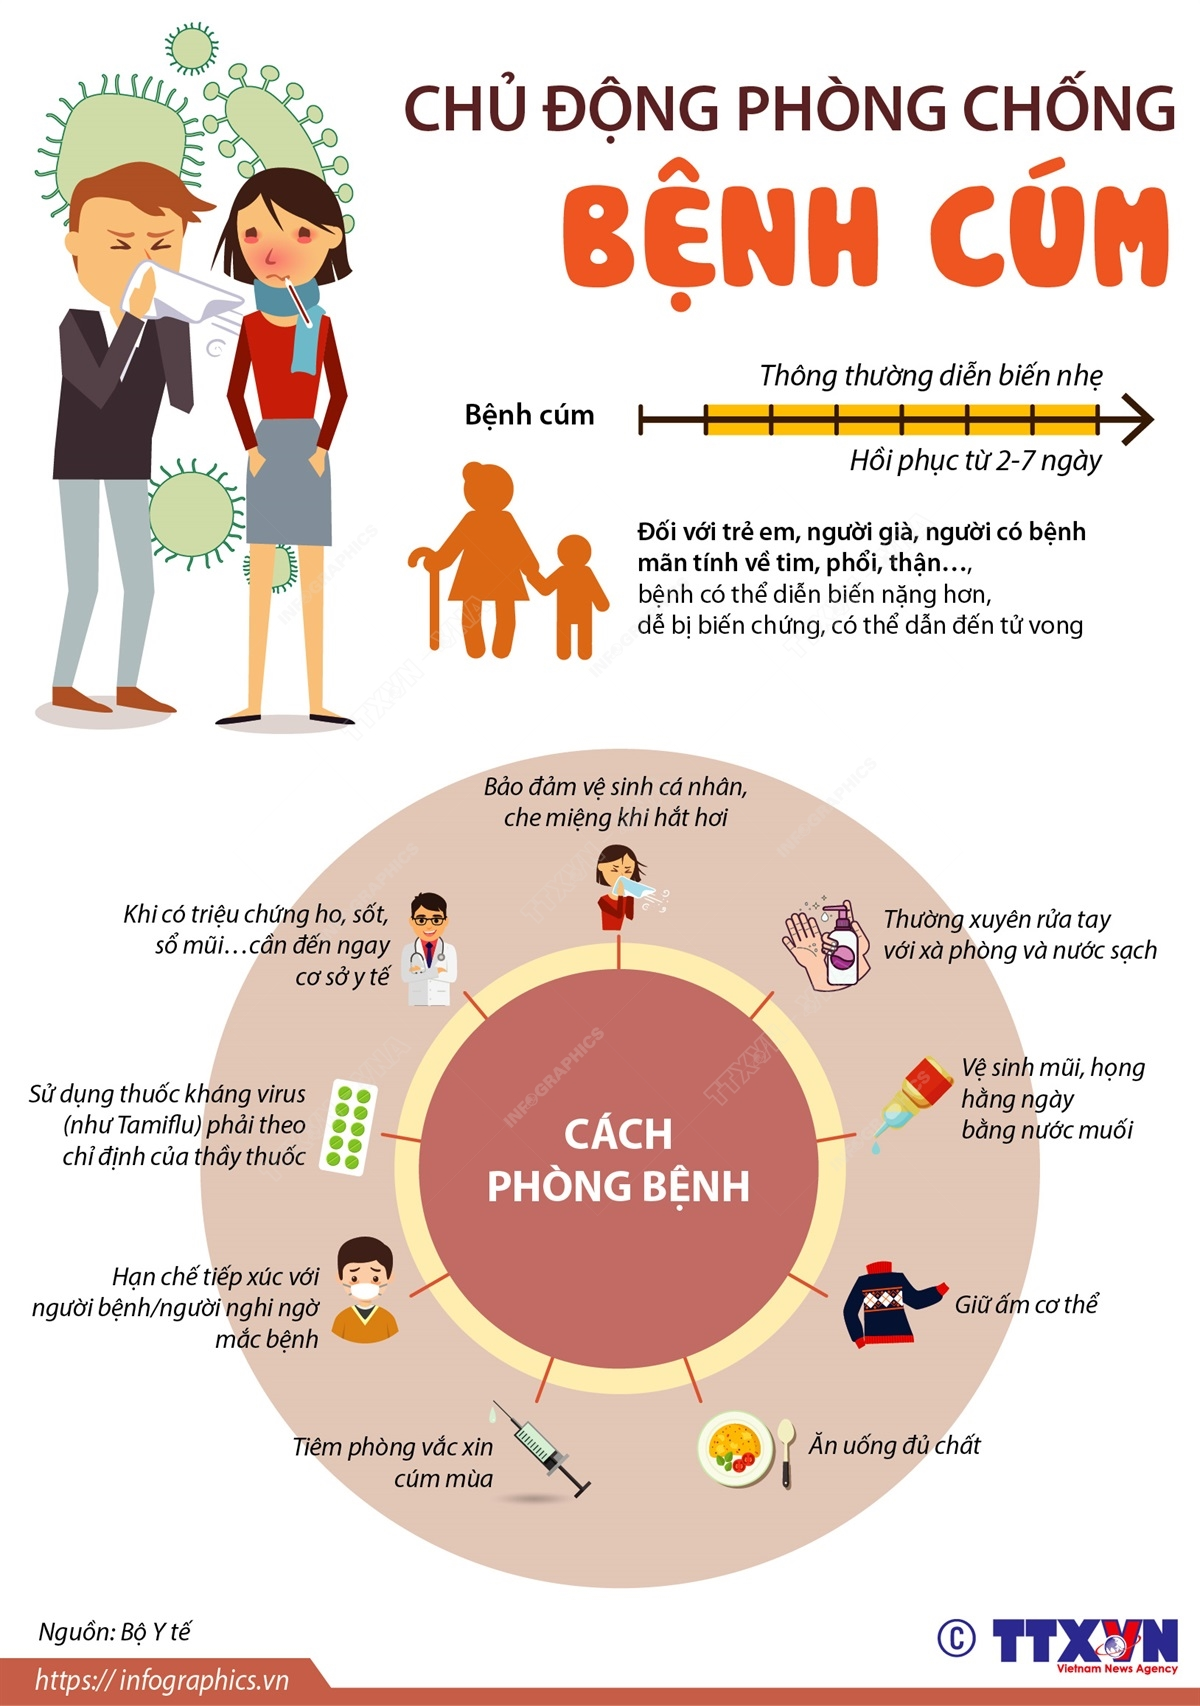 CHỦ ĐỘNG PHÒNG CHỐNG
BỆNH CÚM
Thông thường diễn biến nhẹ
Bệnh cúm
Hồi phục từ 2-7 ngày
Đối với trẻ em, người già, người có bệnh
mãn tính về tim, phổi, thận...,
bệnh có thể diễn biến nặng hơn,
dễ bị biến chứng, có thể dẫn đến tử vong
Bảo đảm vệ sinh cá nhân,
che miệng khi hắt hơi
Thường xuyên rửa tay
với xà phòng và nước sạch
Vệ sinh mũi, họng
hằng ngày
bằng nước muối
Giữ ấm cơ thể
Ăn uống đủ chất
Tiêm phòng vắc xin
cúm mùa
Hạn chế tiếp xúc với
người bệnh/người nghi ngờ
mắc bệnh
Sử dụng thuốc kháng virus
(như Tamiflu) phải theo
chỉ định của thầy thuốc
Khi có triệu chứng ho, sốt,
sổ mũi...cần đến ngay
cơ sở y tế
CÁCH
PHÒNG BỆNH
Nguồn: Bộ Y tế
https:// infographics.vn
© TTXVN
Vietnam News Agency